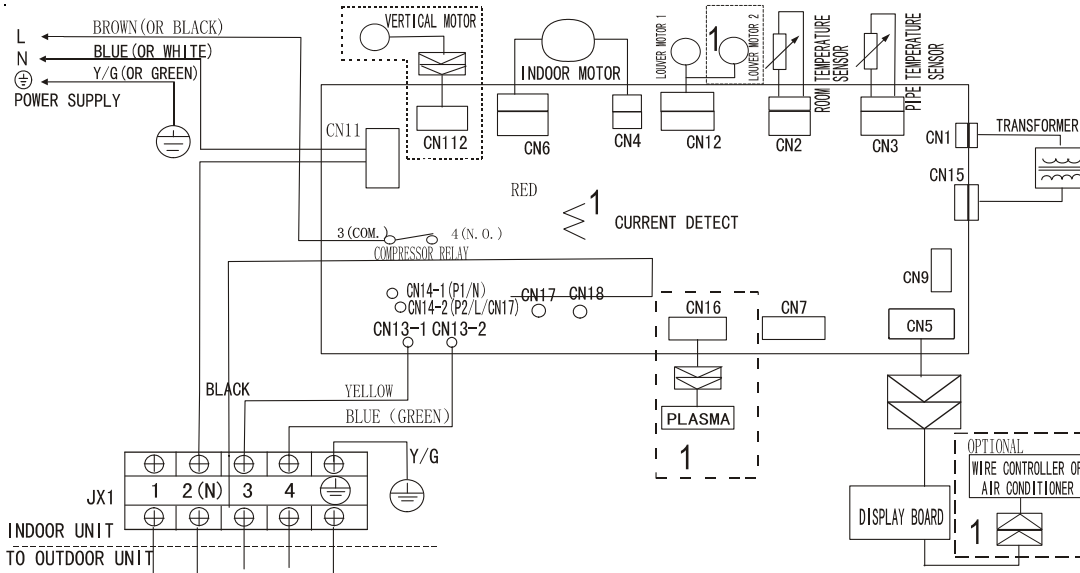 L
BROWN(OR BLACK)
N
BLUE(OR WHITE)
Y/G(OR GREEN)
POWER SUPPLY
VERTICAL MOTOR
CN112
INDOOR MOTOR
CN6
CN4
LOUVER MOTOR 1
1
LOUVER MOTOR 2
CN12
ROOM TEMPERATURE
SENSOR
CN2
PIPE TEMPERATURE
SENSOR
CN3
CN11
CN1
TRANSFORMER
CN15
RED
1
CURRENT DETECT
3(COM.)
4(N.O.)
COMPRESSOR RELAY
CN9
CN14-1(P1/N)
CN14-2(P2/L/CN17)
CN17
CN18
CN13-1
CN13-2
CN16
CN7
CN5
BLACK
YELLOW
BLUE (GREEN)
PLASMA
1
Y/G
JX1
1
2(N)
3
4
OPTIONAL
WIRE CONTROLLER OF
AIR CONDITIONER
1
DISPLAY BOARD
INDOOR UNIT
TO OUTDOOR UNIT